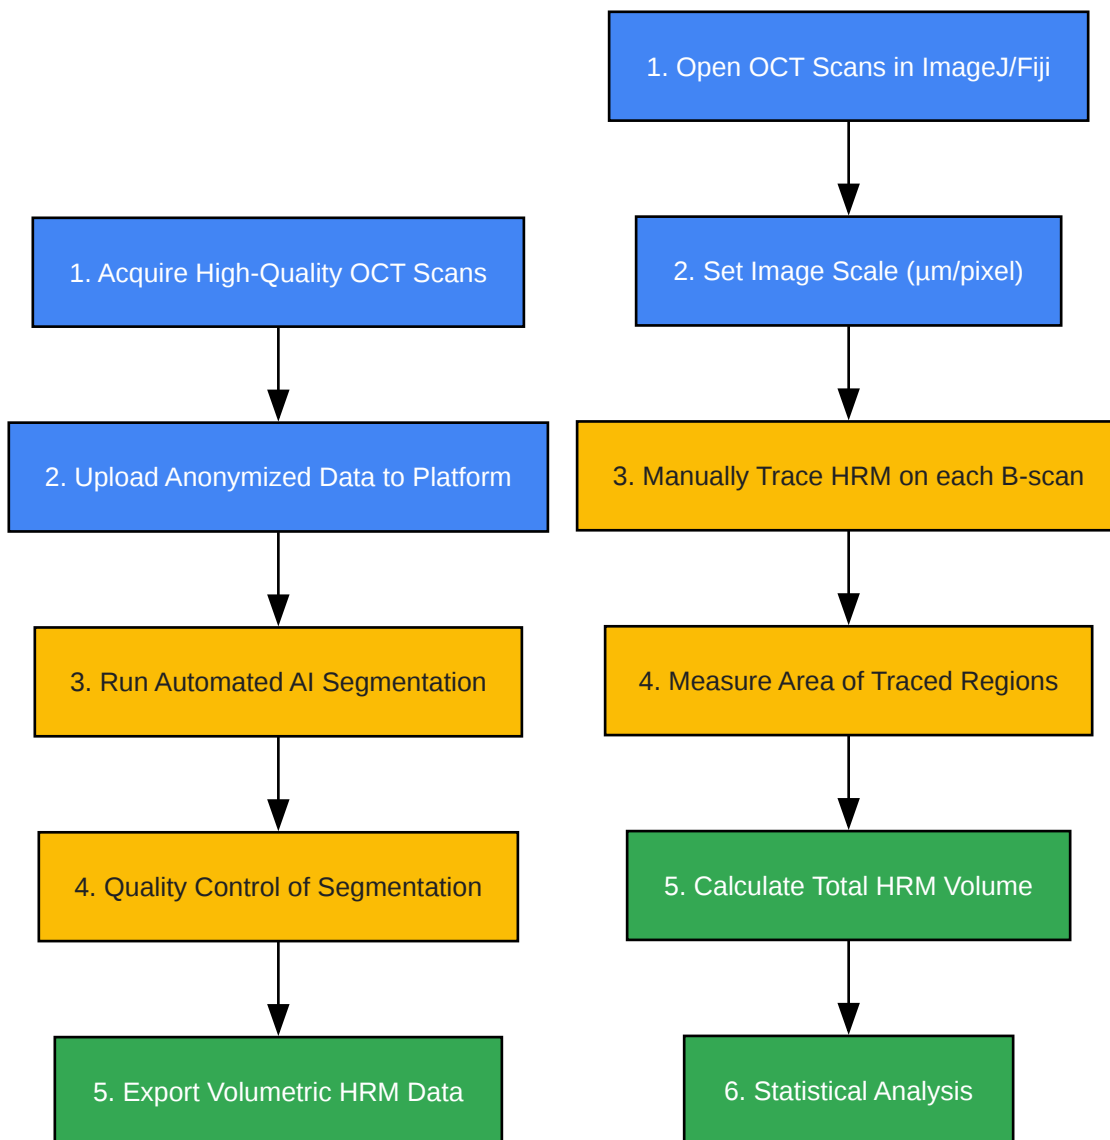 1. Acquire High-Quality OCT Scans
2. Upload Anonymized Data to Platform
3. Run Automated AI Segmentation
4. Quality Control of Segmentation
5. Export Volumetric HRM Data
1. Open OCT Scans in ImageJ/Fiji
2. Set Image Scale (µm/pixel)
3. Manually Trace HRM on each B-scan
4. Measure Area of Traced Regions
5. Calculate Total HRM Volume
6. Statistical Analysis